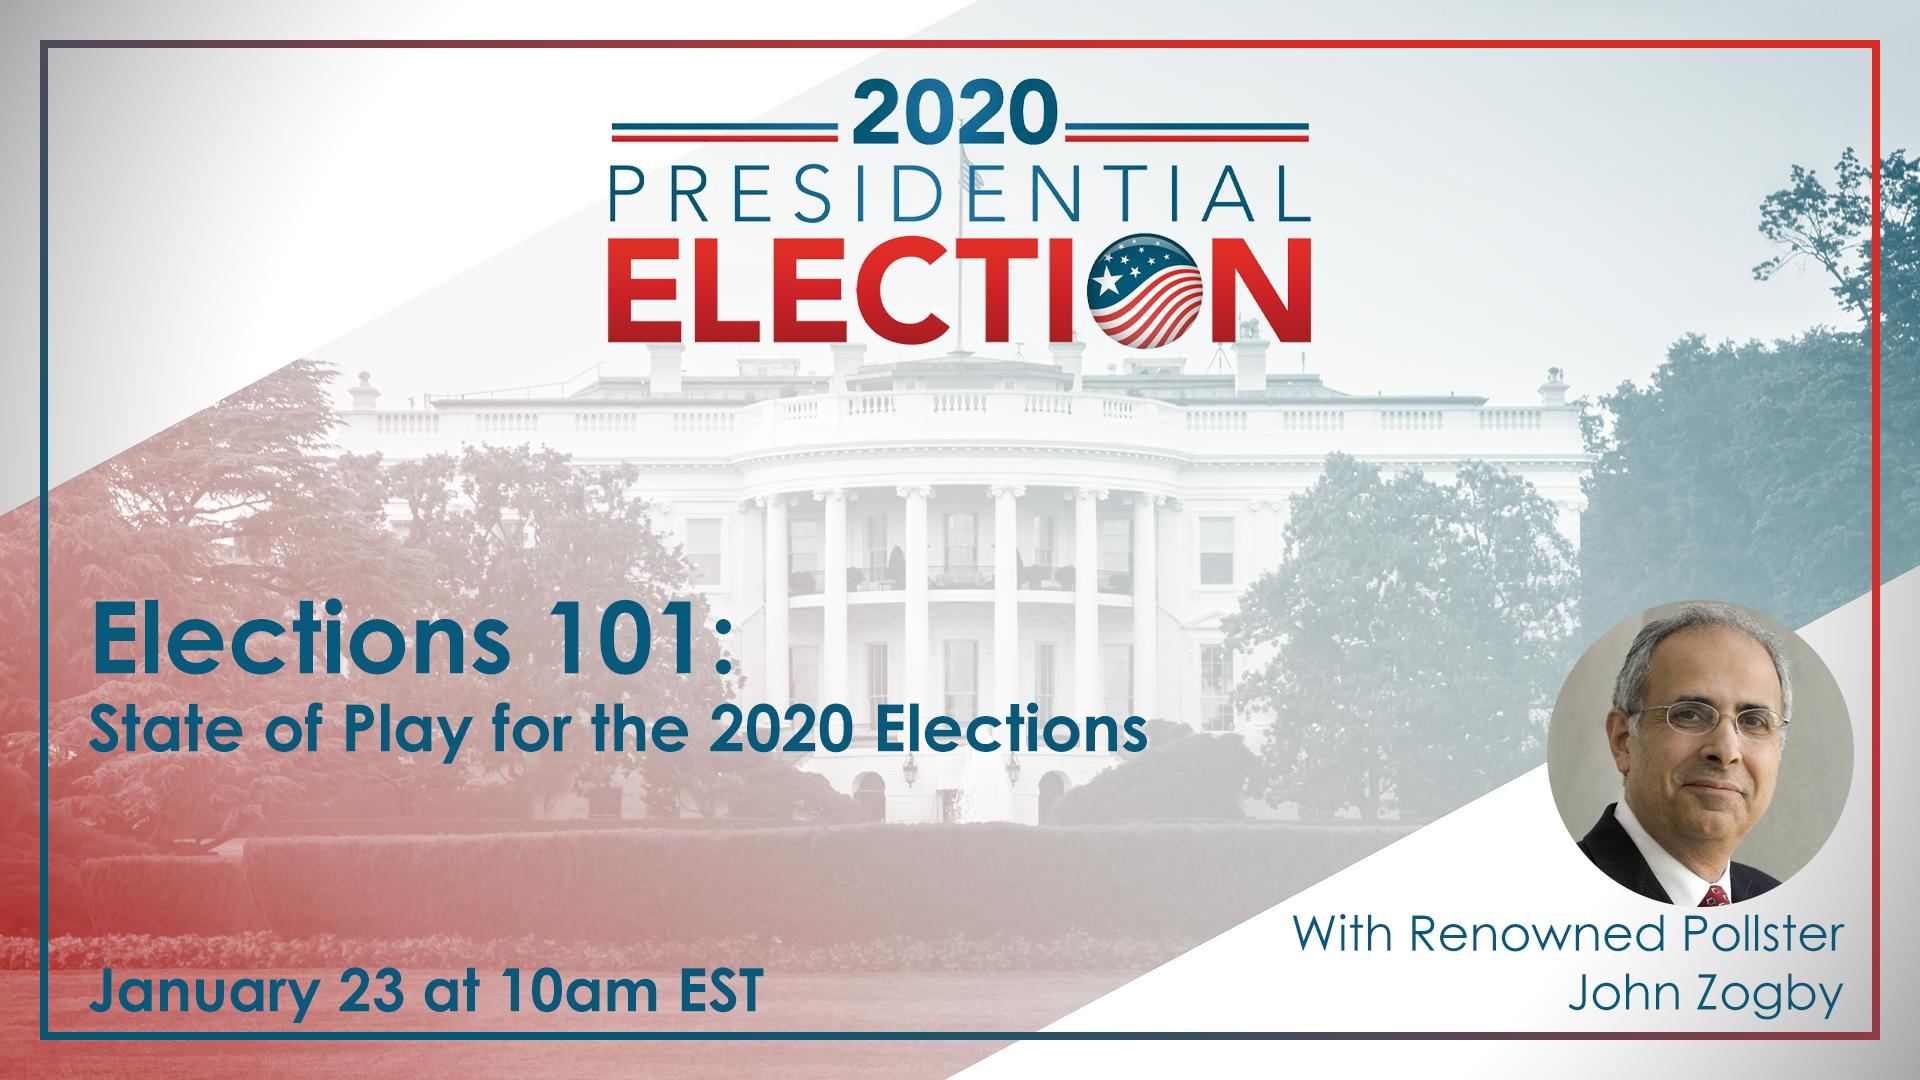 2020
PRESIDENTIAL
ELECTION
Elections 101:
State of Play for the 2020 Elections
January 23 at 10am EST
With Renowned Pollster
John Zogby